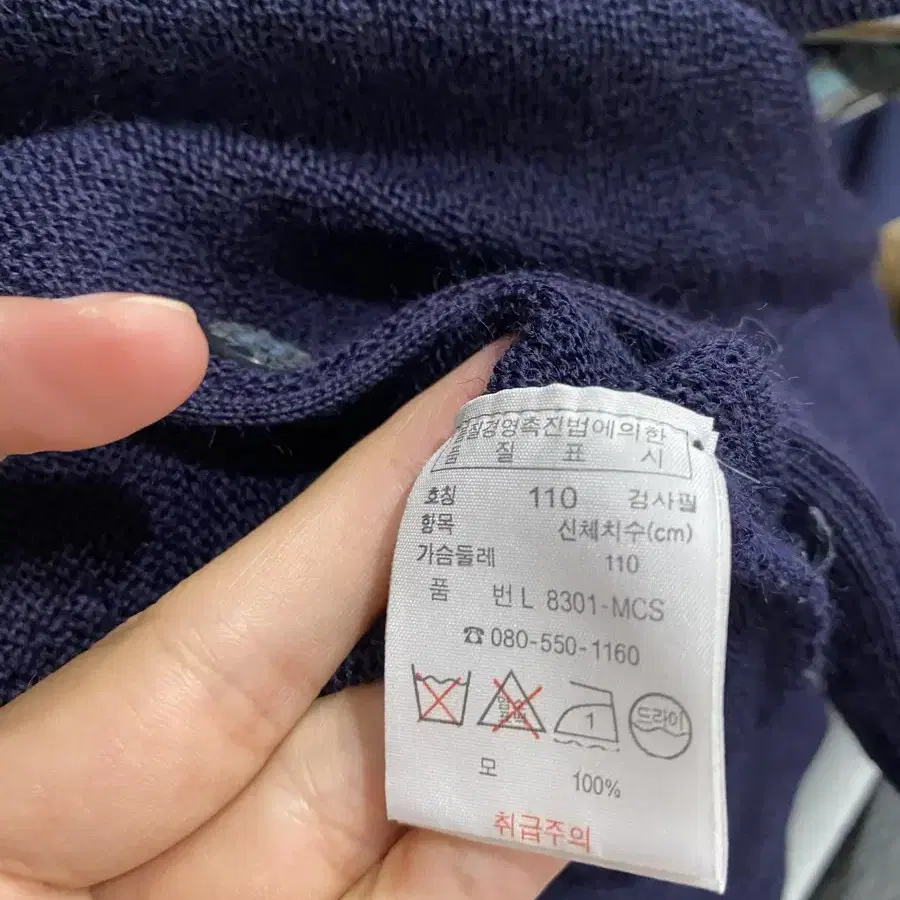 품질경영촉진법에의한
품 질 표 시
호칭 110 검사필
항목 신체치수(cm)
가슴둘레 110
품 번 L 8301-MCS
☎ 080-550-1160
1 드라이
모 100%
취급주의